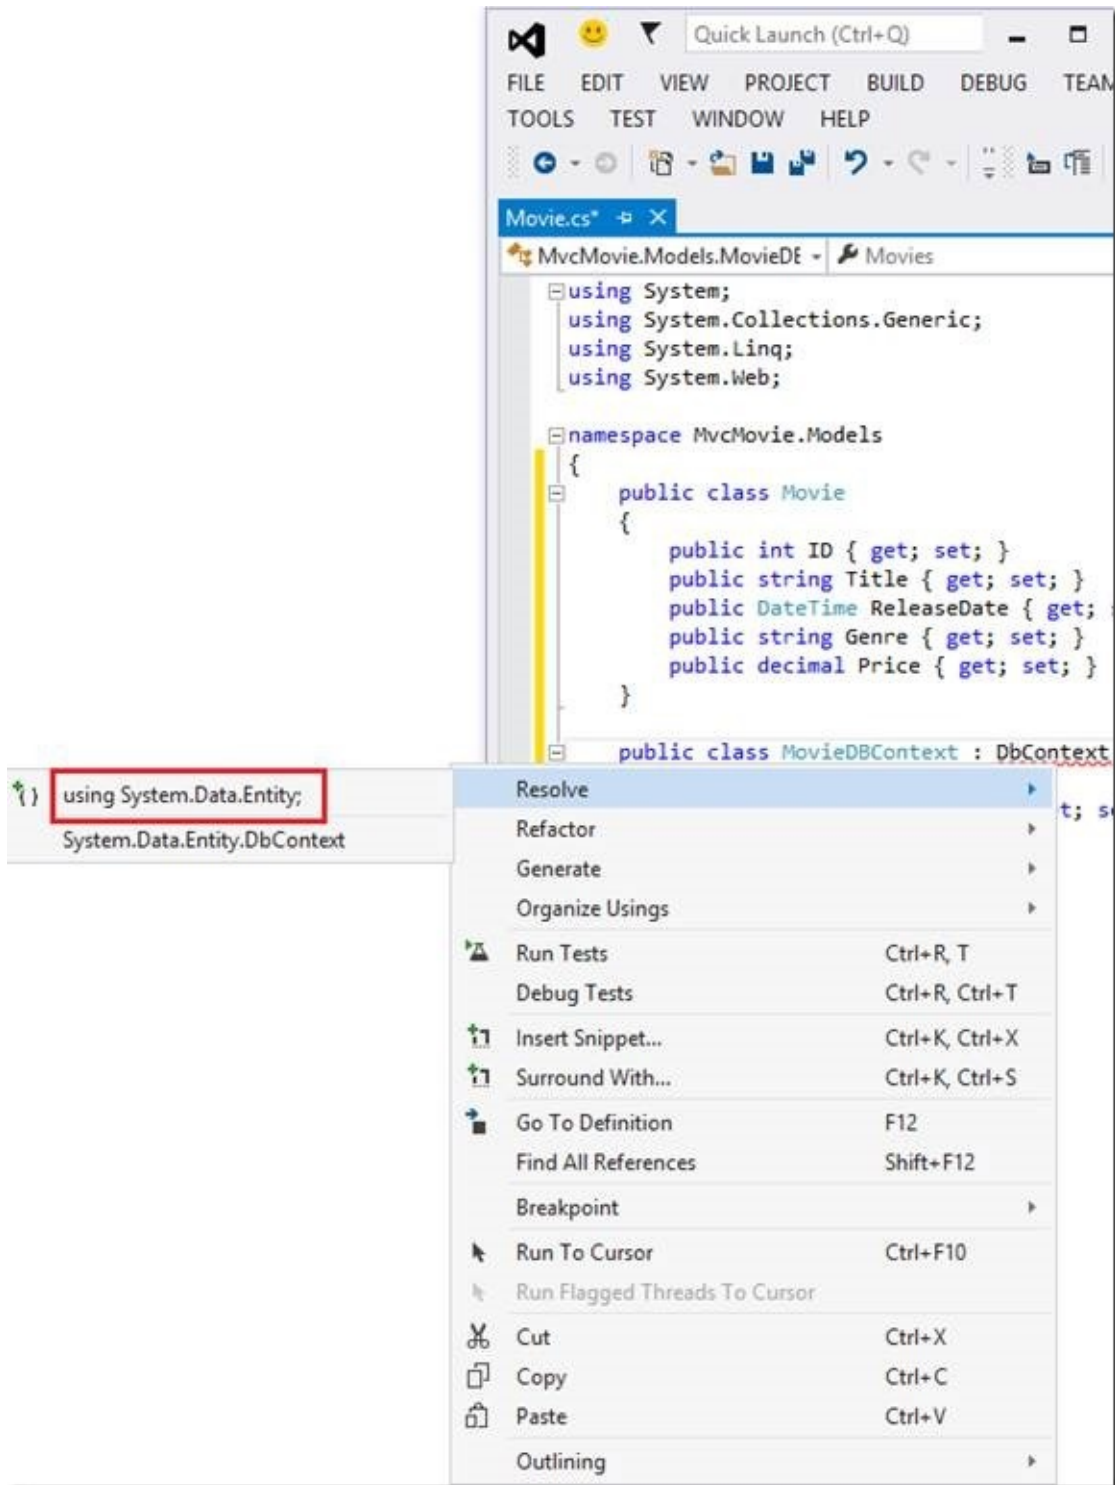 Quick Launch (Ctrl+Q)
FILE EDIT VIEW PROJECT BUILD DEBUG TEAM
TOOLS TEST WINDOW HELP
Movie.cs*
MvcMovie.Models.MovieDE Movies
using System;
using System.Collections.Generic;
using System.Linq;
using System.Web;
namespace MvcMovie.Models
{
public class Movie
{
public int ID { get; set; }
public string Title { get; set; }
public DateTime ReleaseDate { get;
public string Genre { get; set; }
public decimal Price { get; set; }
}
public class MovieDBContext : DbContext
t; se
using System.Data.Entity;
System.Data.Entity.DbContext
Resolve
Refactor
Generate
Organize Usings
Run Tests Ctrl+R, T
Debug Tests Ctrl+R, Ctrl+T
Insert Snippet... Ctrl+K, Ctrl+X
Surround With... Ctrl+K, Ctrl+S
Go To Definition F12
Find All References Shift+F12
Breakpoint
Run To Cursor Ctrl+F10
Run Flagged Threads To Cursor
Cut Ctrl+X
Copy Ctrl+C
Paste Ctrl+V
Outlining